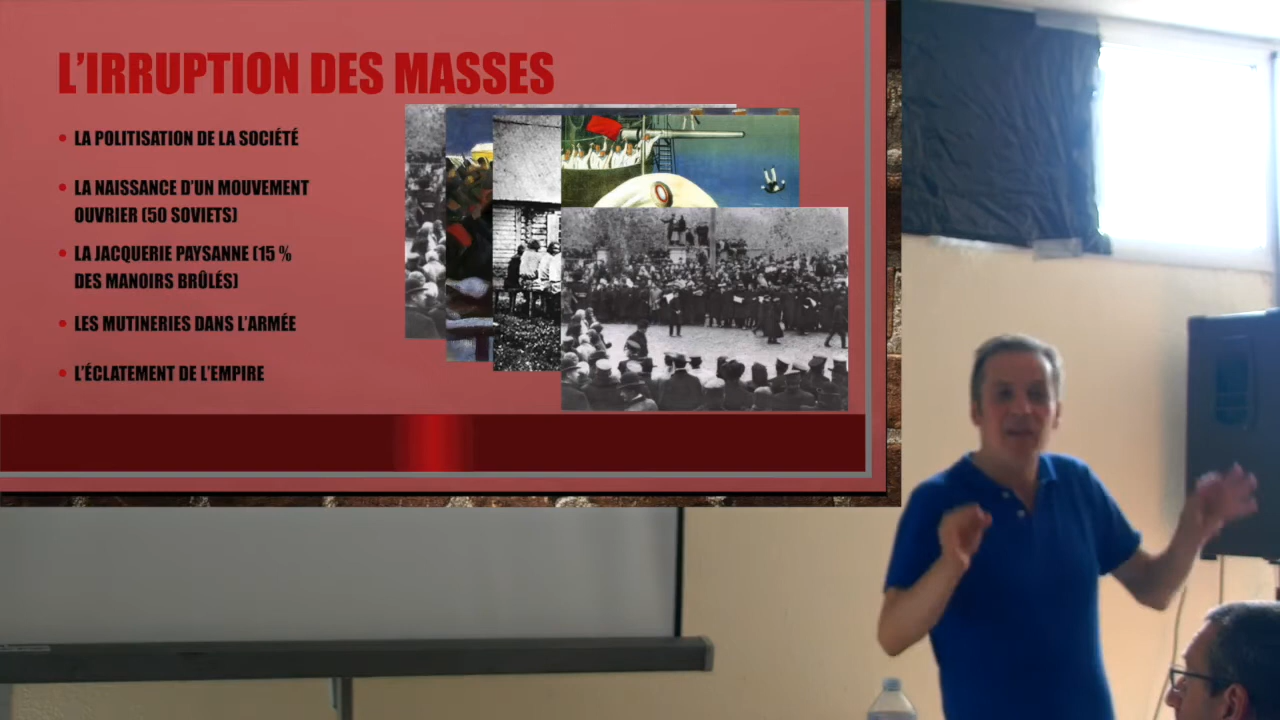 L'IRRUPTION DES MASSES
• LA POLITISATION DE LA SOCIÉTÉ
• LA NAISSANCE D'UN MOUVEMENT
OUVRIER (50 SOVIETS)
• LA JACQUERIE PAYSANNE (15 %
DES MANOIRS BRÛLÉS)
• LES MUTINERIES DANS L'ARMÉE
• L'ÉCLATEMENT DE L'EMPIRE